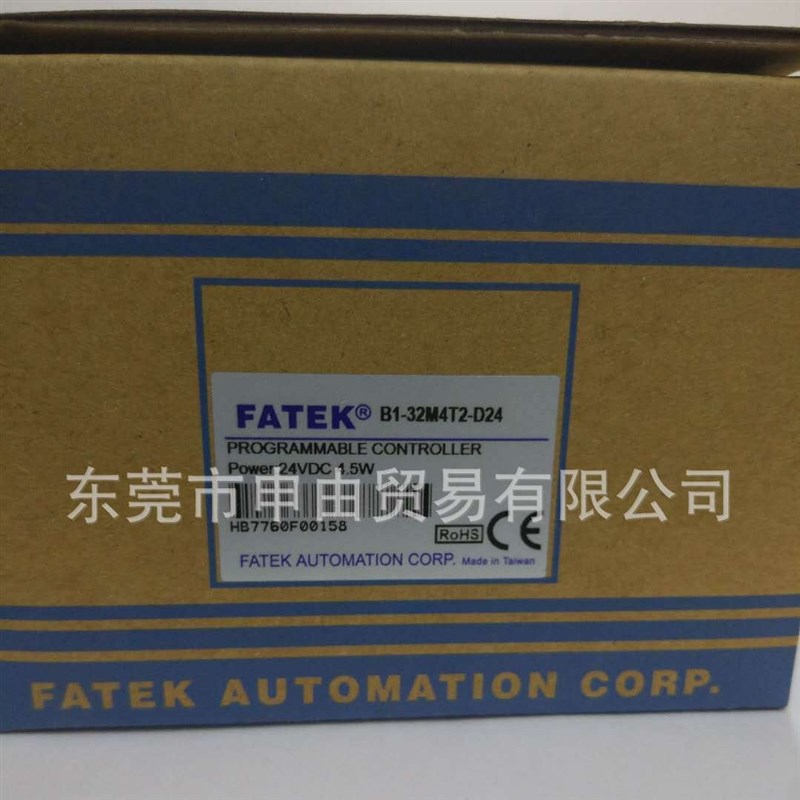 FATEK® B1-32M4T2-D24
PROGRAMMABLE CONTROLLER
Power 24VDC 4.5W
东莞市申由贸易有限公司
HB7760F00158
RoHS CE
FATEK AUTOMATION CORP. Made in Taiwan
FATEK AUTOMATION CORP.